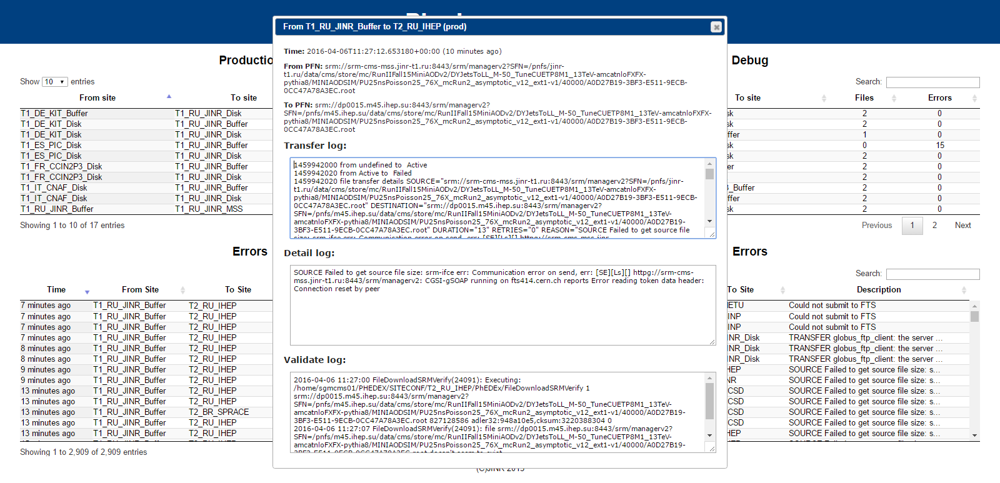 From T1_RU_JINR_Buffer to T2_RU_IHEP (prod)
Time: 2016-04-06T11:27:12.653180+00:00 (10 minutes ago)
From PFN: srm://srm-cms-mss.jinr-t1.ru:8443/srm/managerv2?SFN=/pnfs/jinr-
t1.ru/data/cms/store/mc/RunIIFall15MiniAODv2/DYJetsToLL_M-50_TuneCUETP8M1_13TeV-amcatnloFXFX-
pythia8/MINIAODSIM/PU25nsPoisson25_76X_mcRun2_asymptotic_v12_ext1-v1/40000/A0D27B19-3BF3-E511-9ECB-
0CC47A78A3EC.root
To PFN: srm://dp0015.m45.ihep.su:8443/srm/managerv2?
SFN=/pnfs/m45.ihep.su/data/cms/store/mc/RunIIFall15MiniAODv2/DYJetsToLL_M-50_TuneCUETP8M1_13TeV-amcatnloFXFX-
pythia8/MINIAODSIM/PU25nsPoisson25_76X_mcRun2_asymptotic_v12_ext1-v1/40000/A0D27B19-3BF3-E511-9ECB-
0CC47A78A3EC.root
Transfer log:
1459942000 from undefined to  Active
1459942020 from Active to  Failed
1459942020 file transfer details SOURCE="srm://srm-cms-mss.jinr-t1.ru:8443/srm/managerv2?SFN=/pnfs/jinr-
t1.ru/data/cms/store/mc/RunIIFall15MiniAODv2/DYJetsToLL_M-50_TuneCUETP8M1_13TeV-amcatnloFXFX-
pythia8/MINIAODSIM/PU25nsPoisson25_76X_mcRun2_asymptotic_v12_ext1-v1/40000/A0D27B19-3BF3-E511-9ECB-
0CC47A78A3EC.root" DESTINATION="srm://dp0015.m45.ihep.su:8443/srm/managerv2?
SFN=/pnfs/m45.ihep.su/data/cms/store/mc/RunIIFall15MiniAODv2/DYJetsToLL_M-50_TuneCUETP8M1_13TeV-
amcatnloFXFX-pythia8/MINIAODSIM/PU25nsPoisson25_76X_mcRun2_asymptotic_v12_ext1-v1/40000/A0D27B19-
3BF3-E511-9ECB-0CC47A78A3EC.root" DURATION="13" RETRIES="0" REASON="SOURCE Failed to get source file
size: srm-ifce err: Communication error on send, err: [SE][Ls][] httpg://srm-cms-mss.jinr-
Detail log:
SOURCE Failed to get source file size: srm-ifce err: Communication error on send, err: [SE][Ls][] httpg://srm-cms-
mss.jinr-t1.ru:8443/srm/managerv2: CGSI-gSOAP running on fts414.cern.ch reports Error reading token data header:
Connection reset by peer
Validate log:
2016-04-06 11:27:00 FileDownloadSRMVerify(24091): Executing:
/home/sgmcms01/PHEDEX/SITECONF/T2_RU_IHEP/PhEDEx/FileDownloadSRMVerify 1
srm://dp0015.m45.ihep.su:8443/srm/managerv2?
SFN=/pnfs/m45.ihep.su/data/cms/store/mc/RunIIFall15MiniAODv2/DYJetsToLL_M-50_TuneCUETP8M1_13TeV-
amcatnloFXFX-pythia8/MINIAODSIM/PU25nsPoisson25_76X_mcRun2_asymptotic_v12_ext1-v1/40000/A0D27B19-
3BF3-E511-9ECB-0CC47A78A3EC.root 827128586 adler32:948a10e5,cksum:3220388304 0
2016-04-06 11:27:07 FileDownloadSRMVerify(24091): file srm://dp0015.m45.ihep.su:8443/srm/managerv2?
SFN=/pnfs/m45.ihep.su/data/cms/store/mc/RunIIFall15MiniAODv2/DYJetsToLL_M-50_TuneCUETP8M1_13TeV-
amcatnloFXFX-pythia8/MINIAODSIM/PU25nsPoisson25_76X_mcRun2_asymptotic_v12_ext1-v1/40000/A0D27B19-
3BF3-E511-9ECB-0CC47A78A3EC.root doesn't seem to exist
Productio
Show 10 entries
From site To site
T1_DE_KIT_Buffer T1_RU_JINR_Disk
T1_DE_KIT_Disk T1_RU_JINR_Buffer
T1_DE_KIT_Disk T1_RU_JINR_Disk
T1_ES_PIC_Disk T1_RU_JINR_Buffer
T1_ES_PIC_Disk T1_RU_JINR_Disk
T1_FR_CCIN2P3_Disk T1_RU_JINR_Buffer
T1_FR_CCIN2P3_Disk T1_RU_JINR_Disk
T1_IT_CNAF_Disk T1_RU_JINR_Buffer
T1_IT_CNAF_Disk T1_RU_JINR_Disk
T1_RU_JINR_Buffer T1_RU_JINR_MSS
Showing 1 to 10 of 17 entries
Debug
Search:
To site Files Errors
sk 2 0
sk 2 0
ffer 1 0
sk 0 15
sk 2 0
er 2 0
2 0
_Buffer 2 0
ffer 2 0
sk 2 0
Previous 1 2 Next
Errors
Time From Site To Site
7 minutes ago T1_RU_JINR_Buffer T2_RU_IHEP
7 minutes ago T1_RU_JINR_Buffer T2_RU_IHEP
7 minutes ago T1_RU_JINR_Buffer T2_RU_IHEP
7 minutes ago T1_RU_JINR_Buffer T2_RU_IHEP
8 minutes ago T1_RU_JINR_Buffer T2_RU_IHEP
8 minutes ago T1_RU_JINR_Buffer T2_RU_IHEP
9 minutes ago T1_RU_JINR_Buffer T2_RU_IHEP
9 minutes ago T1_RU_JINR_Buffer T2_RU_IHEP
13 minutes ago T1_RU_JINR_Buffer T2_RU_IHEP
13 minutes ago T1_RU_JINR_Buffer T2_RU_IHEP
13 minutes ago T1_RU_JINR_Buffer T2_BR_SPRACE
13 minutes ago T1_RU_JINR_Buffer T2_RU_IHEP
13 minutes ago T1_RU_JINR_Buffer T2_RU_IHEP
Showing 1 to 2,909 of 2,909 entries
Errors
Search:
To Site Description
ETU Could not submit to FTS
INP Could not submit to FTS
INP Could not submit to FTS
INR_Disk TRANSFER globus_ftp_client: the server ...
INR_Disk TRANSFER globus_ftp_client: the server ...
INR_Disk TRANSFER globus_ftp_client: the server ...
HEP SOURCE Failed to get source file size: s...
NR SOURCE Failed to get source file size: s...
CSD SOURCE Failed to get source file size: s...
CSD SOURCE Failed to get source file size: s...
CSD SOURCE Failed to get source file size: s...
CSD SOURCE Failed to get source file size: s...
HEP SOURCE Failed to get source file size: s...
(C)JINR 2015